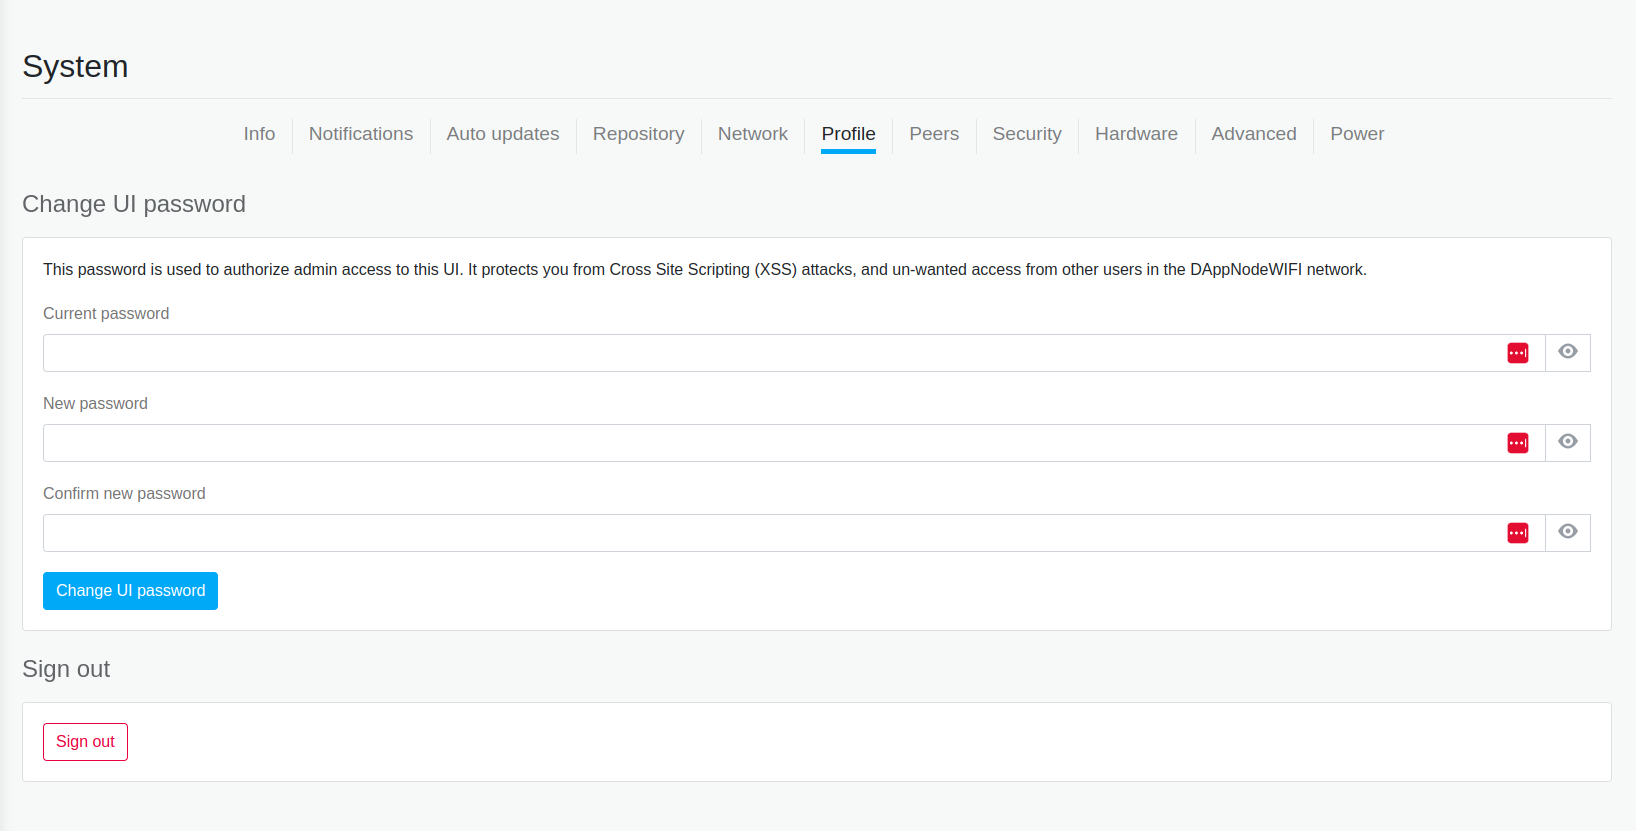 System
Info Notifications Auto updates Repository Network Profile Peers Security Hardware Advanced Power
Change UI password
This password is used to authorize admin access to this UI. It protects you from Cross Site Scripting (XSS) attacks, and un-wanted access from other users in the DAppNodeWIFI network.
Current password
New password
Confirm new password
Change UI password
Sign out
Sign out